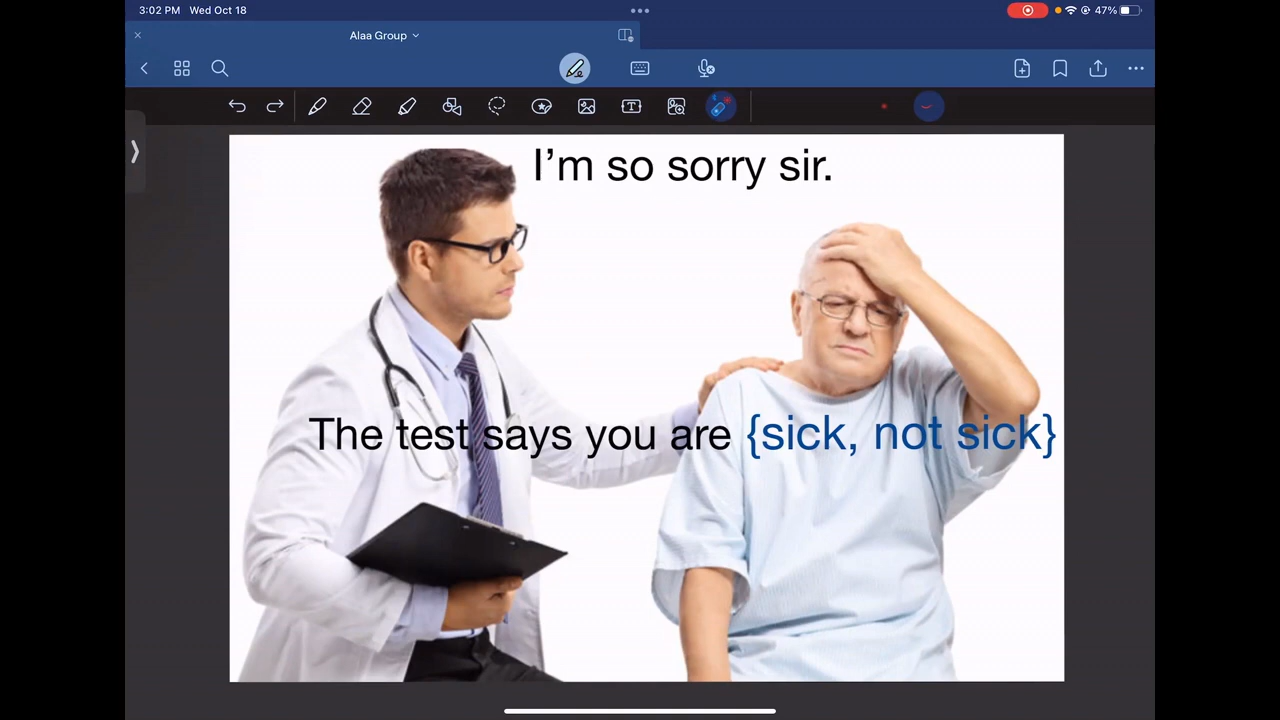 3:02 PM Wed Oct 18
47%
Alaa Group
I'm so sorry sir.
The test says you are {sick, not sick}